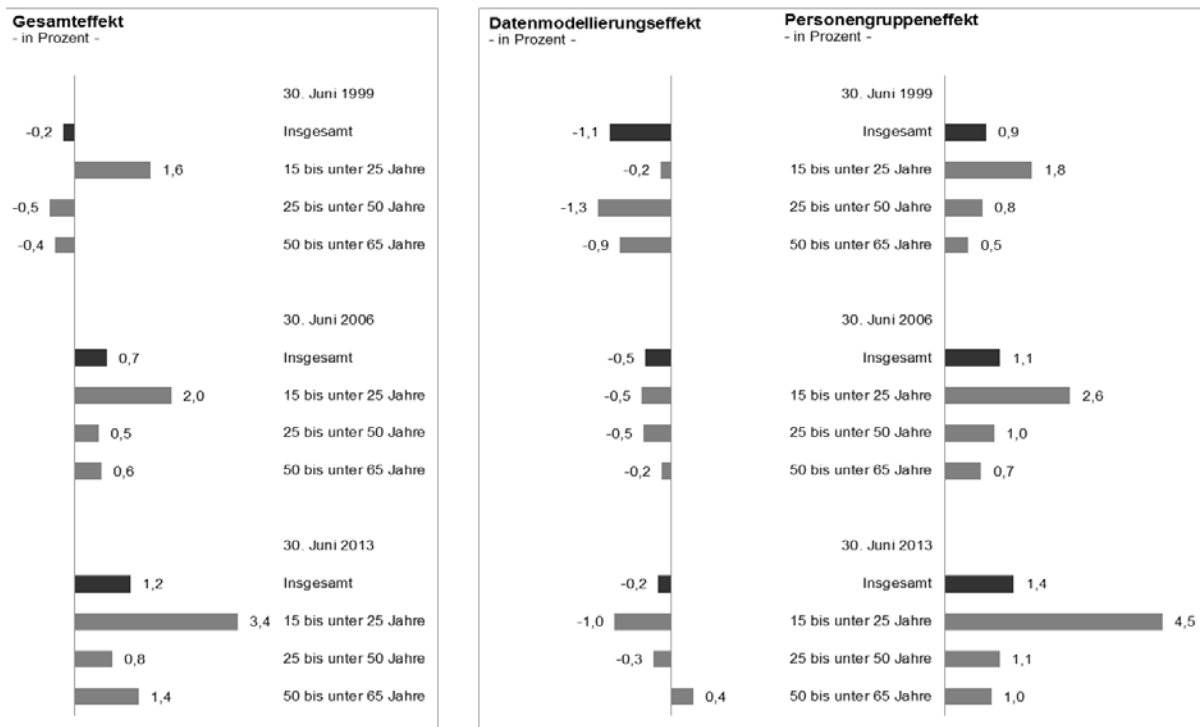 Gesamteffekt
- in Prozent -
30. Juni 1999
-0,2 Insgesamt
1,6 15 bis unter 25 Jahre
-0,5 25 bis unter 50 Jahre
-0,4 50 bis unter 65 Jahre
30. Juni 2006
0,7 Insgesamt
2,0 15 bis unter 25 Jahre
0,5 25 bis unter 50 Jahre
0,6 50 bis unter 65 Jahre
30. Juni 2013
1,2 Insgesamt
3,4 15 bis unter 25 Jahre
0,8 25 bis unter 50 Jahre
1,4 50 bis unter 65 Jahre
Datenmodellierungseffekt Personengruppeneffekt
- in Prozent - - in Prozent -
30. Juni 1999
-1,1 Insgesamt 0,9
-0,2 15 bis unter 25 Jahre 1,8
-1,3 25 bis unter 50 Jahre 0,8
-0,9 50 bis unter 65 Jahre 0,5
30. Juni 2006
-0,5 Insgesamt 1,1
-0,5 15 bis unter 25 Jahre 2,6
-0,5 25 bis unter 50 Jahre 1,0
-0,2 50 bis unter 65 Jahre 0,7
30. Juni 2013
-0,2 Insgesamt 1,4
-1,0 15 bis unter 25 Jahre 4,5
-0,3 25 bis unter 50 Jahre 1,1
0,4 50 bis unter 65 Jahre 1,0